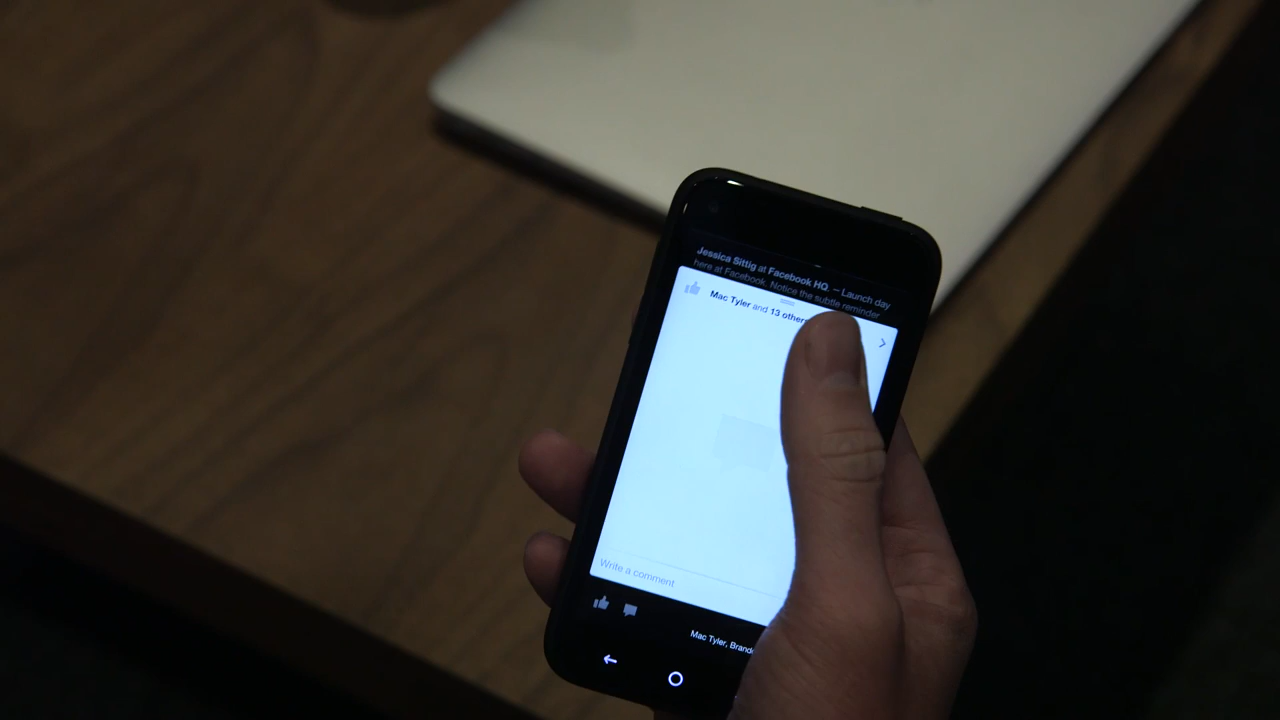 Jessica Sittig at Facebook HQ. – Launch day
here at Facebook. Notice the subtle reminder
Mac Tyler and 13 others
Write a comment
Mac Tyler,